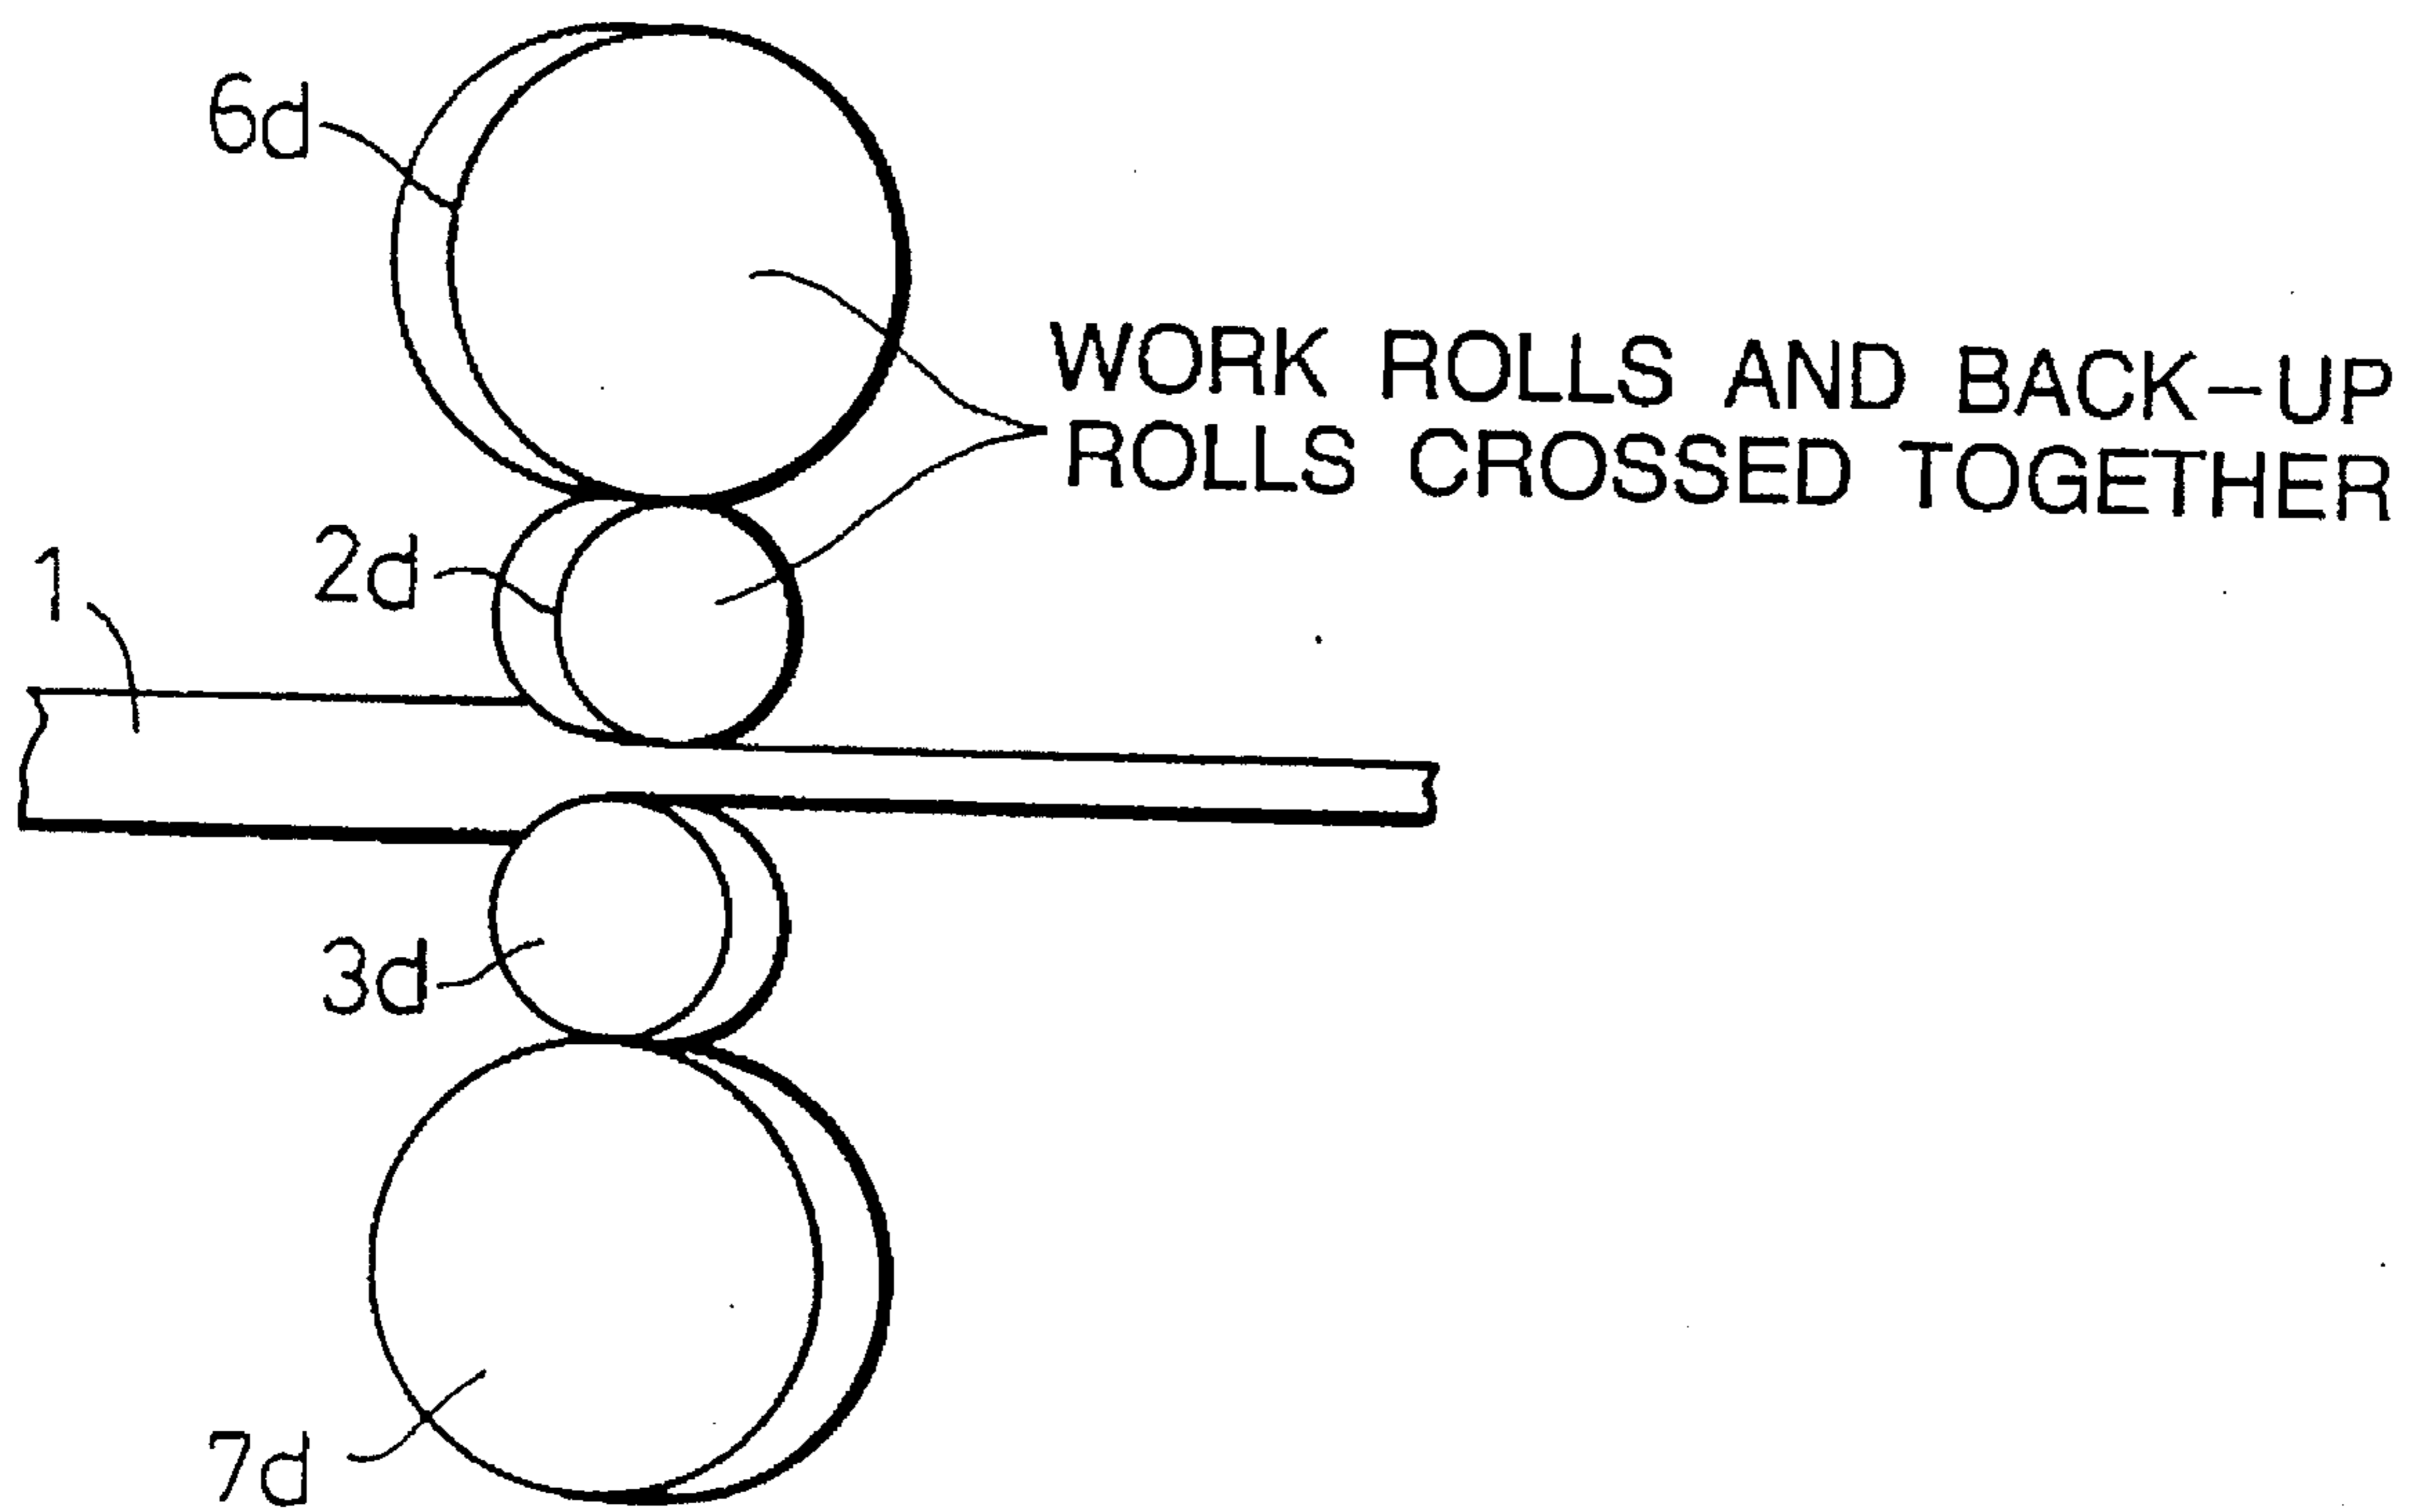 6d
WORK ROLLS AND BACK-UP
ROLLS CROSSED TOGETHER
2d
1
3d
7d